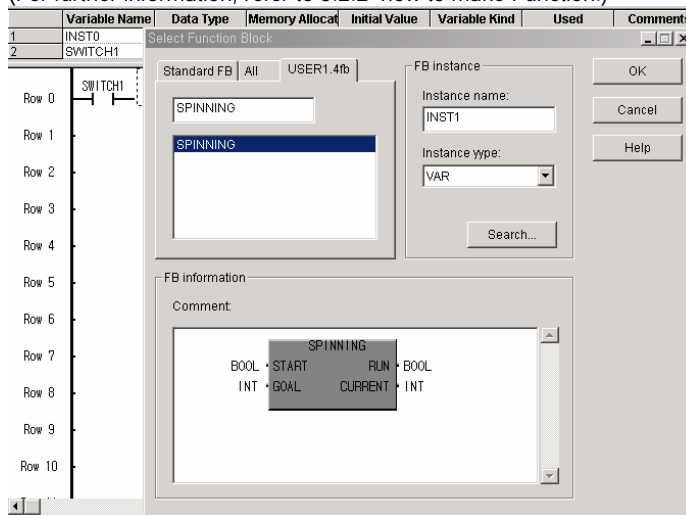 (For further information, refer to 3.2.2 "how to make Function.)
Variable Name Data Type Memory Allocat Initial Value Variable Kind Used Comments
1 INST0
2 SWITCH1
Select Function Block
Standard FB All USER1.4fb
SPINNING
SPINNING
FB instance
Instance name:
INST1
Instance yype:
VAR
Search...
OK
Cancel
Help
FB information
Comment:
SPINNING
BOOL START RUN BOOL
INT GOAL CURRENT INT
SWITCH1
Row 0
Row 1
Row 2
Row 3
Row 4
Row 5
Row 6
Row 7
Row 8
Row 9
Row 10